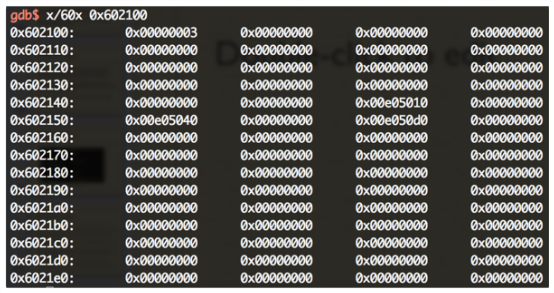 gdb$ x/60x 0x602100
0x602100: 0x00000003 0x00000000 0x00000000 0x00000000
0x602110: 0x00000000 0x00000000 0x00000000 0x00000000
0x602120: 0x00000000 0x00000000 0x00000000 0x00000000
0x602130: 0x00000000 0x00000000 0x00000000 0x00000000
0x602140: 0x00000000 0x00000000 0x00e05010 0x00000000
0x602150: 0x00e05040 0x00000000 0x00e050d0 0x00000000
0x602160: 0x00000000 0x00000000 0x00000000 0x00000000
0x602170: 0x00000000 0x00000000 0x00000000 0x00000000
0x602180: 0x00000000 0x00000000 0x00000000 0x00000000
0x602190: 0x00000000 0x00000000 0x00000000 0x00000000
0x6021a0: 0x00000000 0x00000000 0x00000000 0x00000000
0x6021b0: 0x00000000 0x00000000 0x00000000 0x00000000
0x6021c0: 0x00000000 0x00000000 0x00000000 0x00000000
0x6021d0: 0x00000000 0x00000000 0x00000000 0x00000000
0x6021e0: 0x00000000 0x00000000 0x00000000 0x00000000